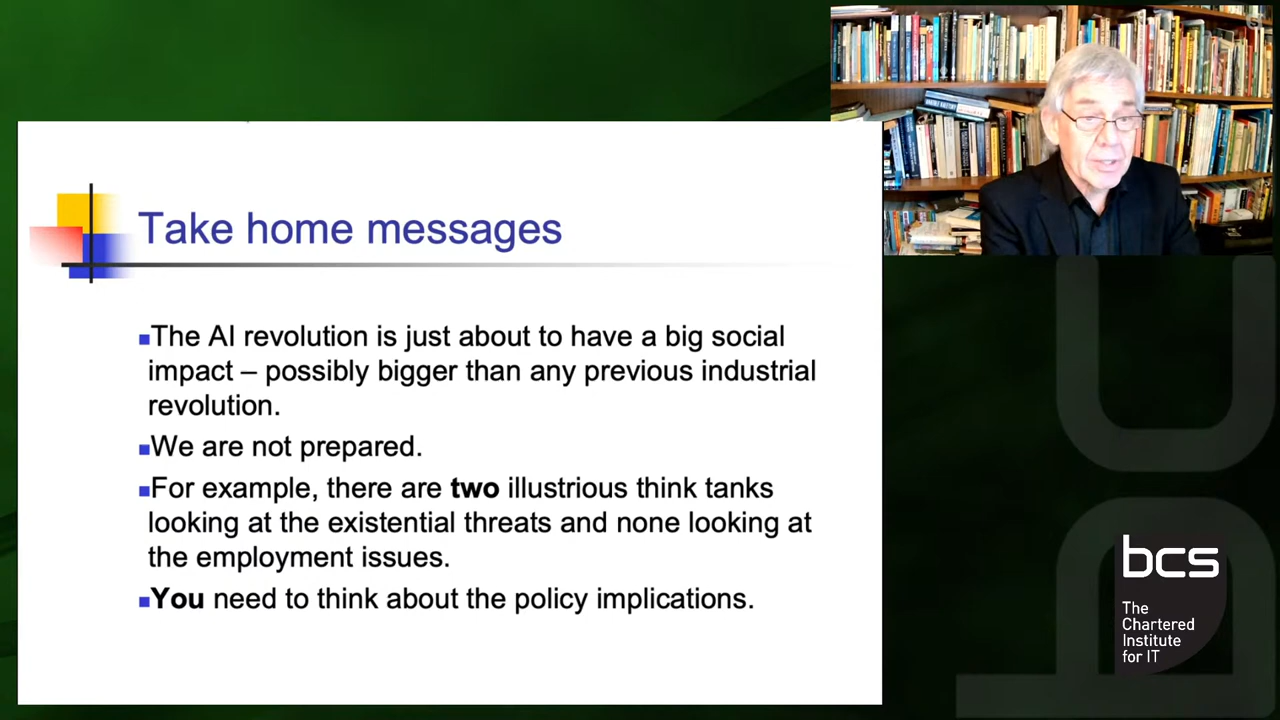 Take home messages
The AI revolution is just about to have a big social
impact – possibly bigger than any previous industrial
revolution.
We are not prepared.
For example, there are two illustrious think tanks
looking at the existential threats and none looking at
the employment issues.
You need to think about the policy implications.
bcs
The
Chartered
Institute
for IT